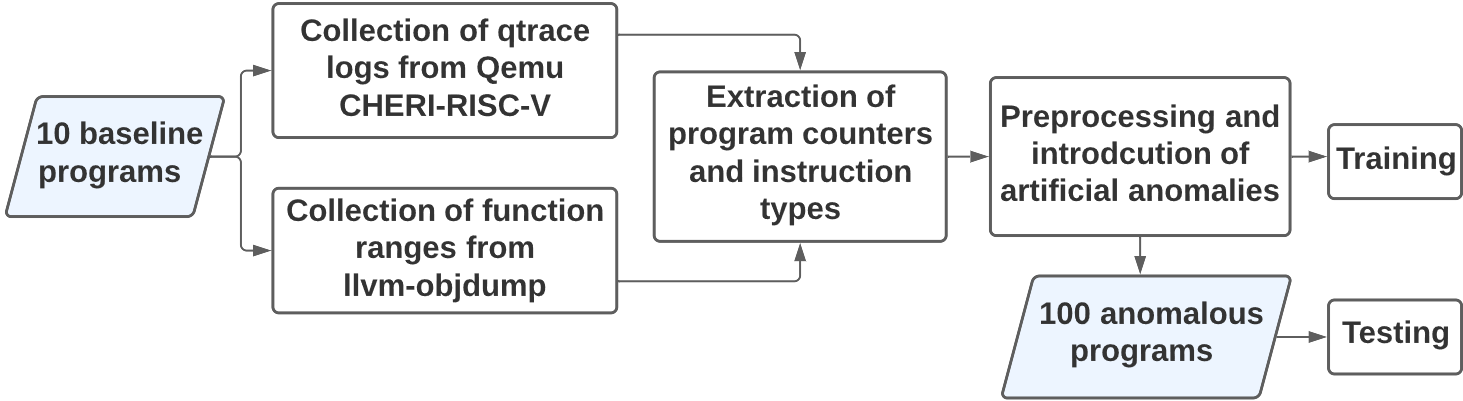 10 baseline
programs
Collection of qtrace
logs from Qemu
CHERI-RISC-V
Collection of function
ranges from
llvm-objdump
Extraction of
program counters
and instruction
types
Preprocessing and
introdcution of
artificial anomalies
Training
100 anomalous
programs
Testing